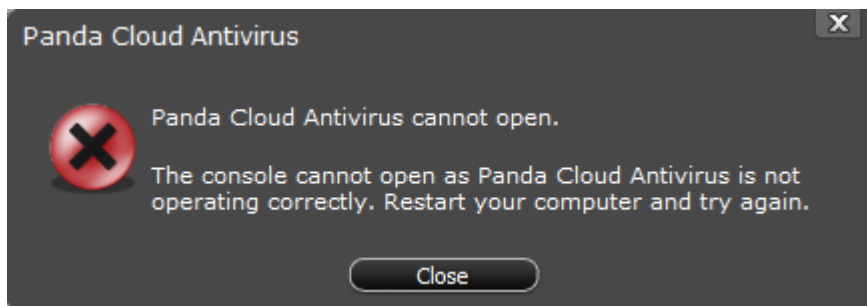 Panda Cloud Antivirus
X
Panda Cloud Antivirus cannot open.
The console cannot open as Panda Cloud Antivirus is not
operating correctly. Restart your computer and try again.
Close